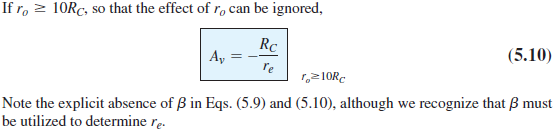 If r_o ≥ 10R_C, so that the effect of r_o can be ignored,
A_v = -R_C/r_e   r_o≥10R_C   (5.10)
Note the explicit absence of β in Eqs. (5.9) and (5.10), although we recognize that β must
be utilized to determine r_e.